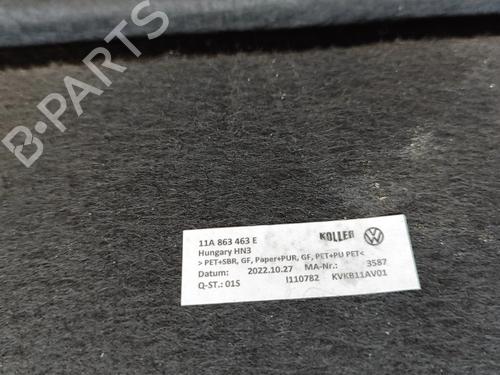 B-PARTS
11A 863 463 E KOLLER
Hungary HN3
> PET+SBR, GF, Paper+PUR, GF, PET+PU PET<
Datum: 2022.10.27 MA-Nr.: 3587
Q-ST.: 01S I110782 KVKB11AV01